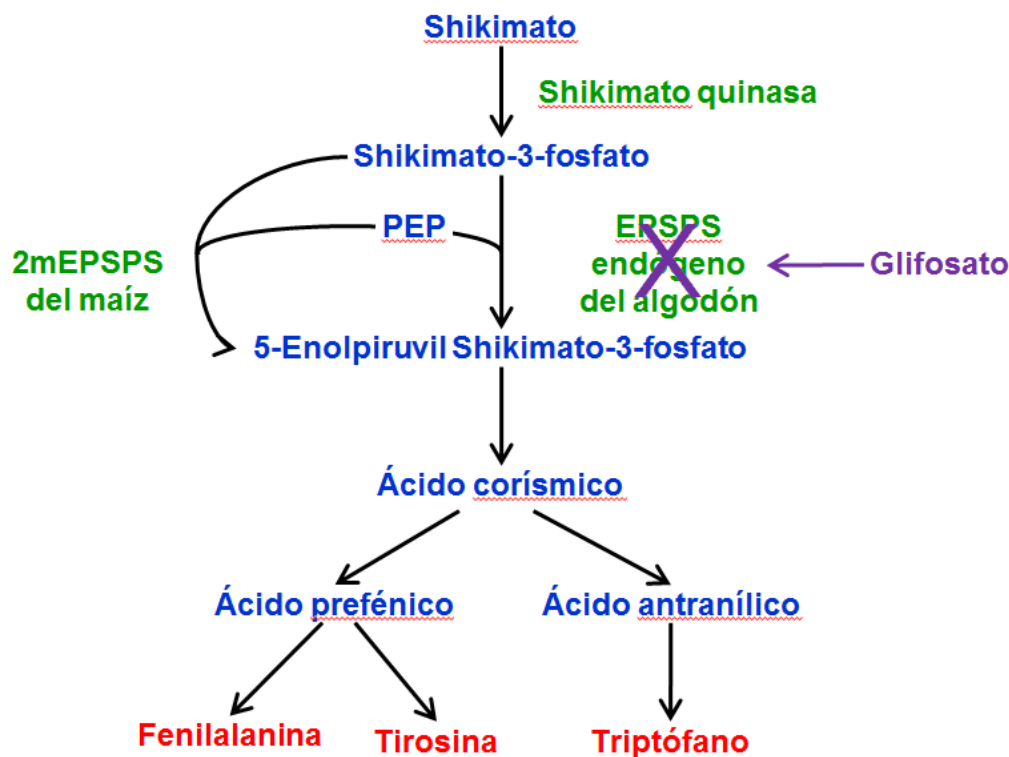 Shikimato
Shikimato quinasa
Shikimato-3-fosfato
PEP
2mEPSPS
del maíz
EPSPS
endógeno
del algodón
Glifosato
5-Enolpiruvil Shikimato-3-fosfato
Ácido corísmico
Ácido prefénico
Ácido antranílico
Fenilalanina
Tirosina
Triptófano